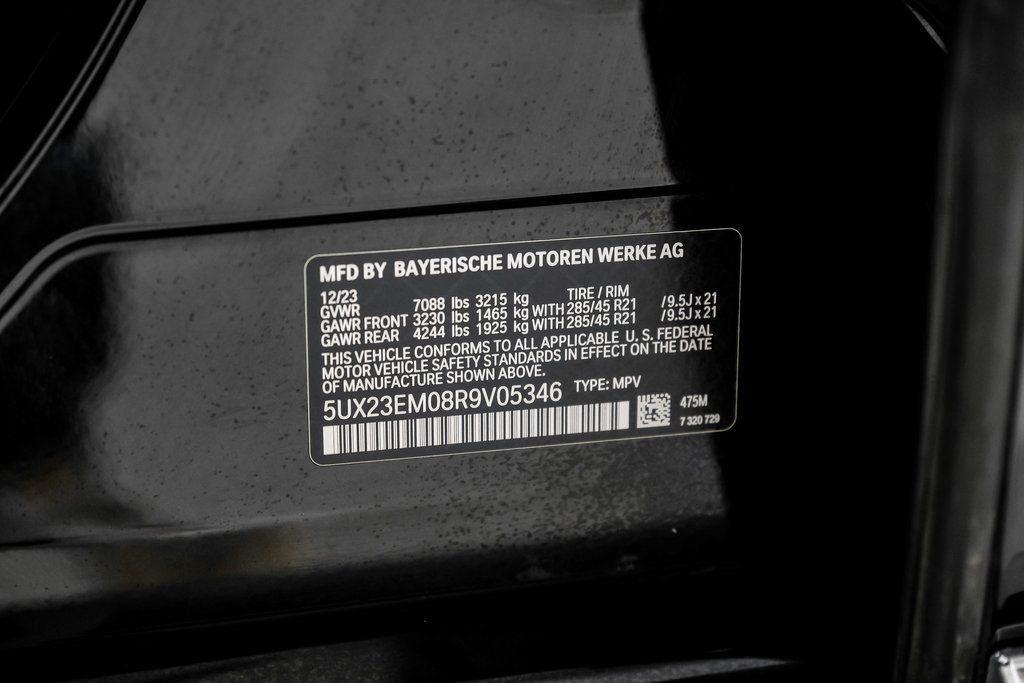 MFD BY BAYERISCHE MOTOREN WERKE AG
12/23 TIRE / RIM
GVWR 7088 lbs 3215 kg
GAWR FRONT 3230 lbs 1465 kg WITH 285/45 R21 /9.5J x 21
GAWR REAR 4244 lbs 1925 kg WITH 285/45 R21 /9.5J x 21
THIS VEHICLE CONFORMS TO ALL APPLICABLE U. S. FEDERAL
MOTOR VEHICLE SAFETY STANDARDS IN EFFECT ON THE DATE
OF MANUFACTURE SHOWN ABOVE.
5UX23EM08R9V05346 TYPE: MPV
475M
7 320 729